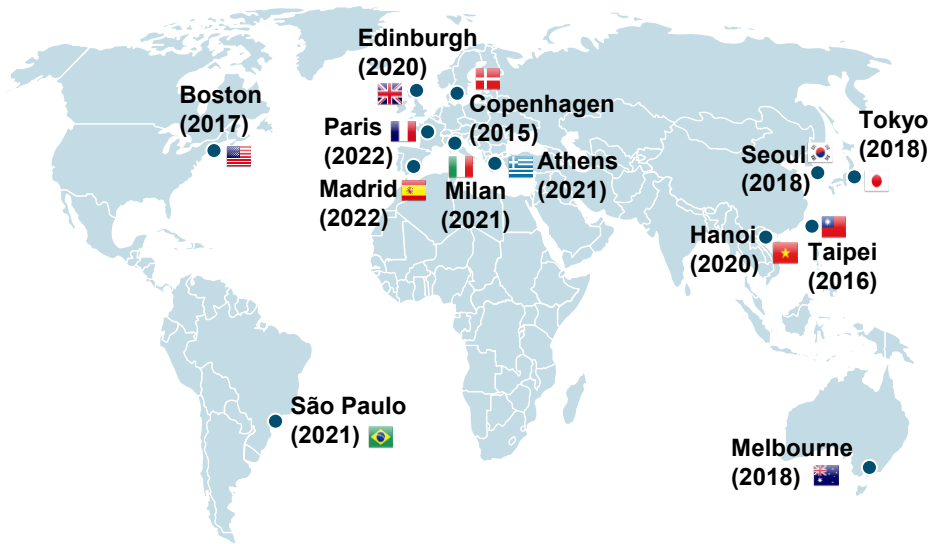 Edinburgh
(2020)
Boston
(2017)
Copenhagen
(2015)
Paris
(2022)
Madrid
(2022)
Milan
(2021)
Athens
(2021)
Tokyo
(2018)
Seoul
(2018)
Hanoi
(2020)
Taipei
(2016)
São Paulo
(2021)
Melbourne
(2018)